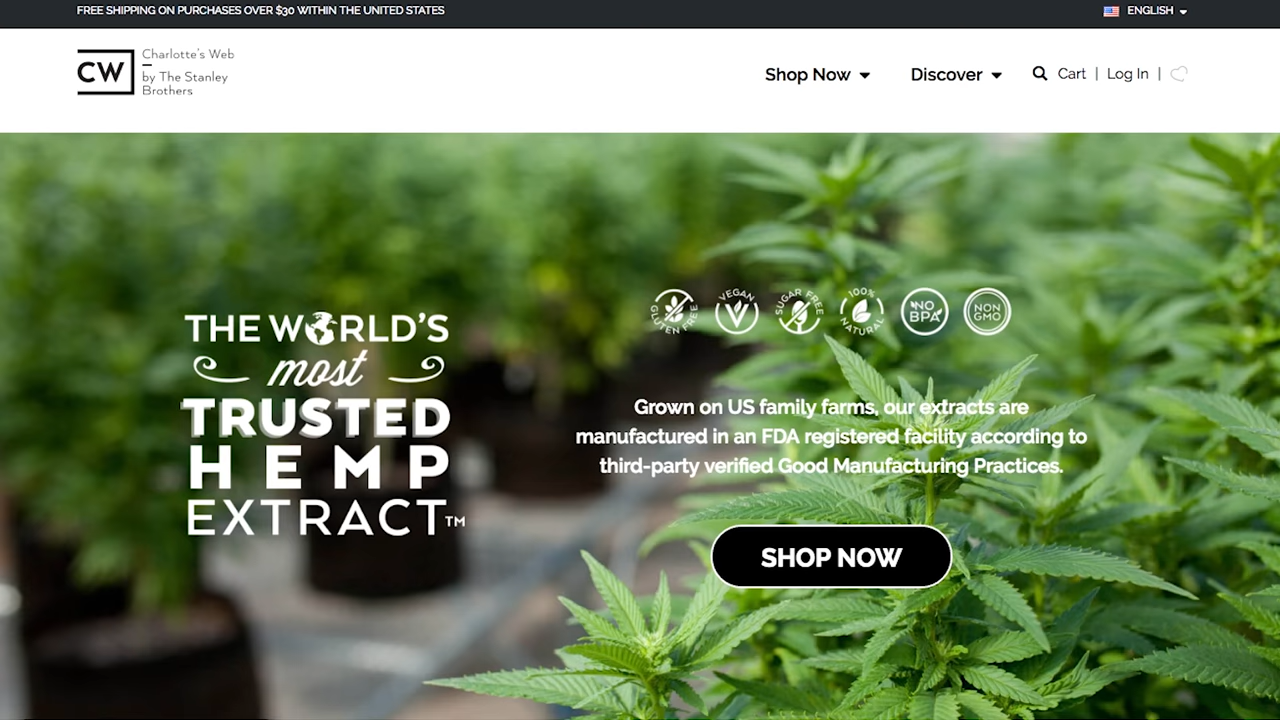 FREE SHIPPING ON PURCHASES OVER $30 WITHIN THE UNITED STATES
ENGLISH
CW
Charlotte's Web
by The Stanley
Brothers
Shop Now
Discover
Cart | Log In |
THE WORLD'S
most
TRUSTED
HEMP
EXTRACT™
GLUTEN FREE
VEGAN
SUGAR FREE
100% NATURAL
NO BPA
NON GMO
Grown on US family farms, our extracts are
manufactured in an FDA registered facility according to
third-party verified Good Manufacturing Practices.
SHOP NOW